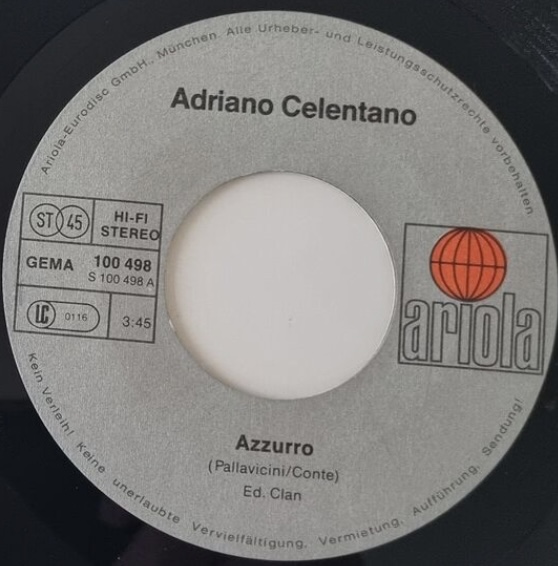 Ariola-Eurodisc GmbH., München. Alle Urheber- und Leistungsschutzrechte vorbehalten
Adriano Celentano
ST 45
HI-FI
STEREO
GEMA 100 498
S 100 498 A
LC 0116
3:45
ariola
Azzurro
(Pallavicini/Conte)
Ed. Clan
Kein Verleih! Keine unerlaubte Vervielfältigung, Vermietung, Aufführung, Sendung!